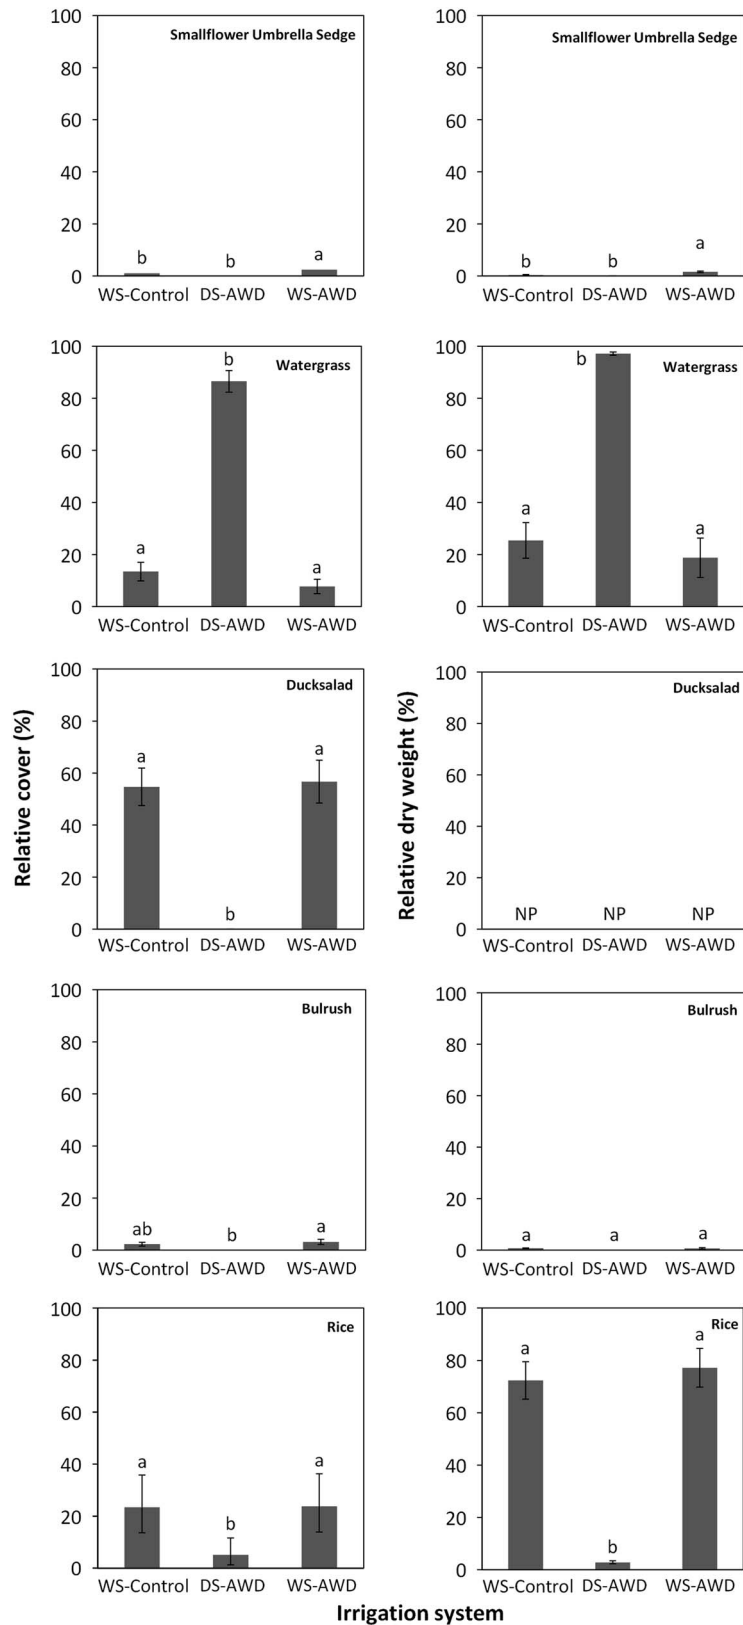 Relative cover (%)
Relative dry weight (%)
Smallflower Umbrella Sedge
100
80
60
40
20
0
b
b
a
WS-Control DS-AWD WS-AWD
Smallflower Umbrella Sedge
100
80
60
40
20
0
b
b
a
WS-Control DS-AWD WS-AWD
Watergrass
100
80
60
40
20
0
a
b
a
WS-Control DS-AWD WS-AWD
Watergrass
100
80
60
40
20
0
a
b
a
WS-Control DS-AWD WS-AWD
Ducksalad
100
80
60
40
20
0
a
b
a
WS-Control DS-AWD WS-AWD
Ducksalad
100
80
60
40
20
0
NP NP NP
WS-Control DS-AWD WS-AWD
Bulrush
100
80
60
40
20
0
ab
b
a
WS-Control DS-AWD WS-AWD
Bulrush
100
80
60
40
20
0
a
a
a
WS-Control DS-AWD WS-AWD
Rice
100
80
60
40
20
0
a
b
a
WS-Control DS-AWD WS-AWD
Rice
100
80
60
40
20
0
a
b
a
WS-Control DS-AWD WS-AWD
Irrigation system